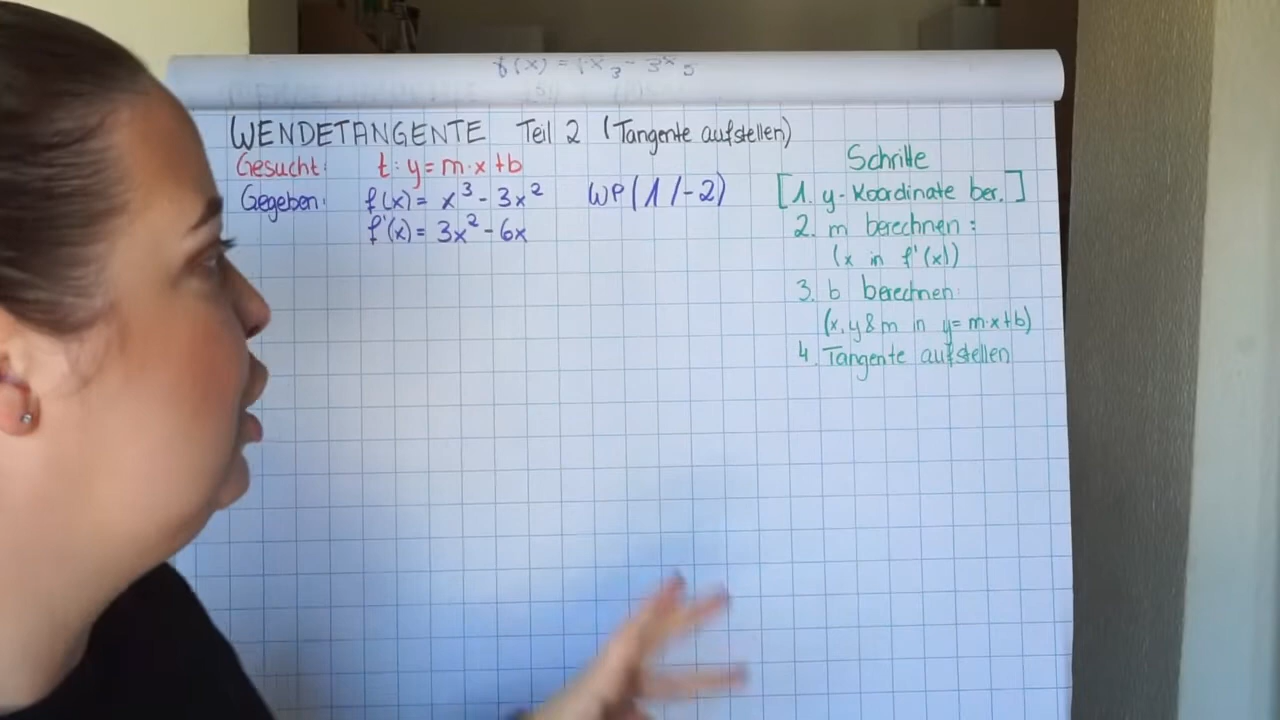 WENDETANGENTE Teil 2 (Tangente aufstellen)
Gesucht: t: y = m·x + b
Gegeben: f(x) = x³ - 3x² WP(1/-2)
f'(x) = 3x² - 6x
Schritte
[1. y-Koordinate ber.]
2. m berechnen:
(x in f'(x))
3. b berechnen:
(x, y & m in y = m·x+b)
4. Tangente aufstellen